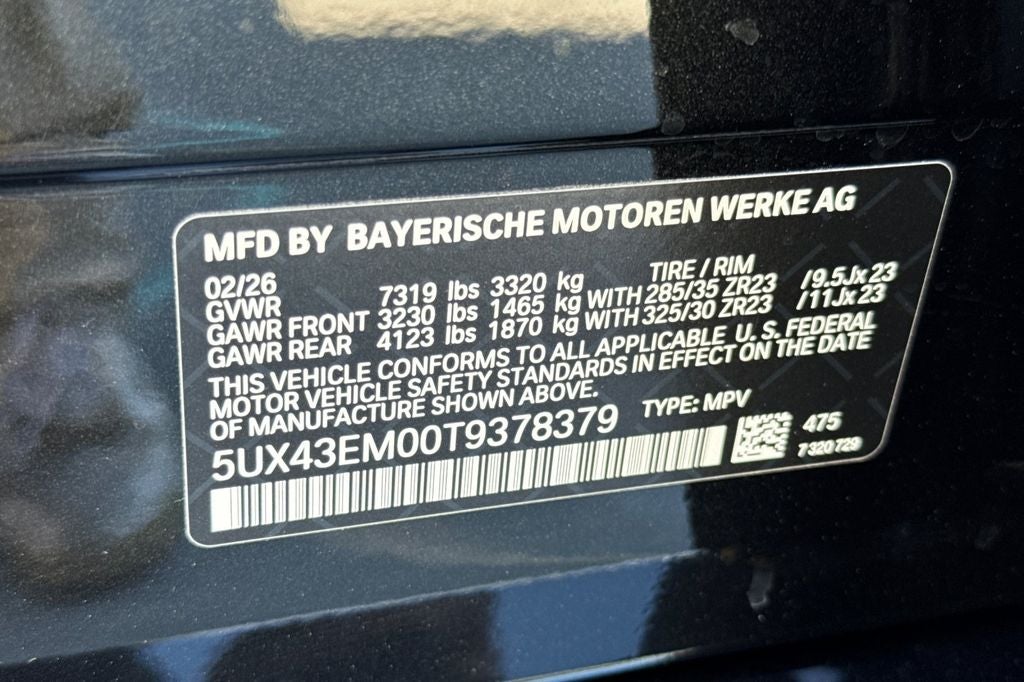 MFD BY BAYERISCHE MOTOREN WERKE AG
02/26 TIRE / RIM
GVWR 7319 lbs 3320 kg
GAWR FRONT 3230 lbs 1465 kg WITH 285/35 ZR23 /9.5Jx23
GAWR REAR 4123 lbs 1870 kg WITH 325/30 ZR23 /11Jx23
THIS VEHICLE CONFORMS TO ALL APPLICABLE U. S. FEDERAL
MOTOR VEHICLE SAFETY STANDARDS IN EFFECT ON THE DATE
OF MANUFACTURE SHOWN ABOVE.
5UX43EM00T9378379 TYPE: MPV
475
7 320 729